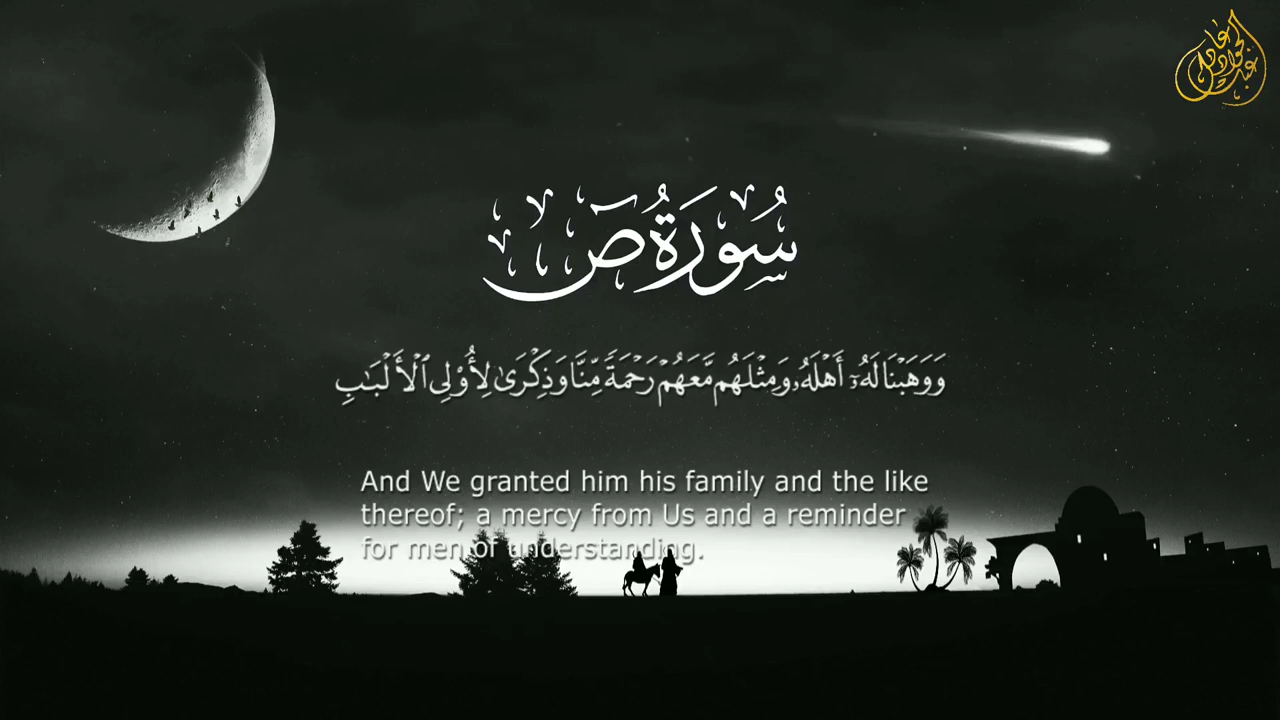 سُورَةُ صٓ
وَوَهَبۡنَا لَهُۥٓ أَهۡلَهُۥ وَمِثۡلَهُم مَّعَهُمۡ رَحۡمَةٗ مِّنَّا وَذِكۡرَىٰ لِأُوْلِي ٱلۡأَلۡبَٰبِ
And We granted him his family and the like
thereof; a mercy from Us and a reminder
for men of understanding.